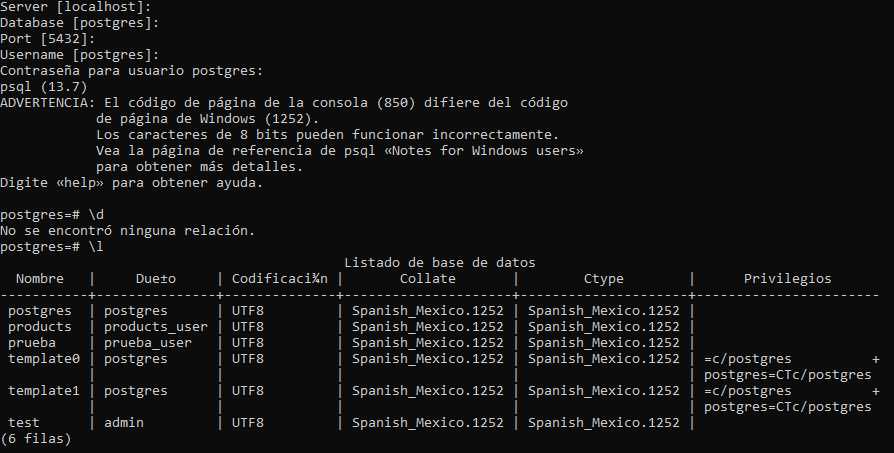 Server [localhost]:
Database [postgres]:
Port [5432]:
Username [postgres]:
Contraseña para usuario postgres:
psql (13.7)
ADVERTENCIA: El código de página de la consola (850) difiere del código
            de página de Windows (1252).
            Los caracteres de 8 bits pueden funcionar incorrectamente.
            Vea la página de referencia de psql «Notes for Windows users»
            para obtener más detalles.
Digite «help» para obtener ayuda.

postgres=# \d
No se encontró ninguna relación.
postgres=# \l
                                           Listado de base de datos
  Nombre   |     Due±o     | Codificaci¾n |       Collate        |        Ctype         |      Privilegios
-----------+---------------+--------------+----------------------+----------------------+-----------------------
 postgres  | postgres      | UTF8         | Spanish_Mexico.1252  | Spanish_Mexico.1252  |
 products  | products_user | UTF8         | Spanish_Mexico.1252  | Spanish_Mexico.1252  |
 prueba    | prueba_user   | UTF8         | Spanish_Mexico.1252  | Spanish_Mexico.1252  |
 template0 | postgres      | UTF8         | Spanish_Mexico.1252  | Spanish_Mexico.1252  | =c/postgres          +
           |               |              |                      |                      | postgres=CTc/postgres
 template1 | postgres      | UTF8         | Spanish_Mexico.1252  | Spanish_Mexico.1252  | =c/postgres          +
           |               |              |                      |                      | postgres=CTc/postgres
 test      | admin         | UTF8         | Spanish_Mexico.1252  | Spanish_Mexico.1252  |
(6 filas)